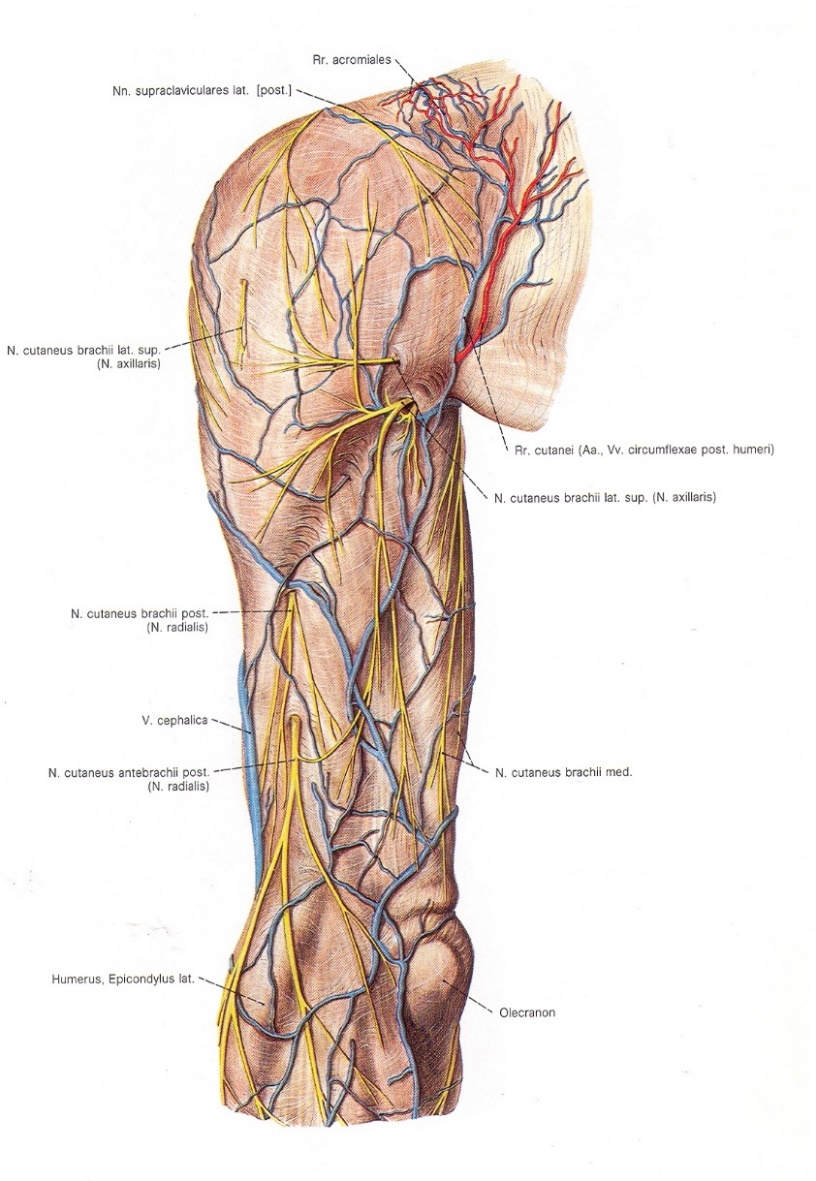 Rr. acromiales
Nn. supraclaviculares lat. [post.]
N. cutaneus brachii lat. sup.
(N. axillaris)
Rr. cutanei (Aa., Vv. circumflexae post. humeri)
N. cutaneus brachii lat. sup. (N. axillaris)
N. cutaneus brachii post.
(N. radialis)
V. cephalica
N. cutaneus antebrachii post.
(N. radialis)
N. cutaneus brachii med.
Humerus, Epicondylus lat.
Olecranon